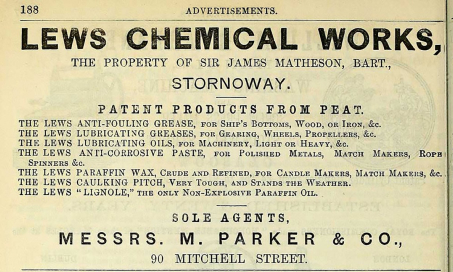 188 ADVERTISEMENTS.
LEWS CHEMICAL WORKS,
THE PROPERTY OF SIR JAMES MATHESON, BART.,
STORNOWAY.
PATENT PRODUCTS FROM PEAT.
THE LEWS ANTI-FOULING GREASE, FOR SHIP'S BOTTOMS, WOOD, OR IRON, &c.
THE LEWS LUBRICATING GREASES, FOR GEARING, WHEELS, PROPELLERS, &c.
THE LEWS LUBRICATING OILS, FOR MACHINERY, LIGHT OR HEAVY, &c.
THE LEWS ANTI-CORROSIVE PASTE, FOR POLISHED METALS, MATCH MAKERS, ROPE
SPINNERS &c.
THE LEWS PARAFFIN WAX, CRUDE AND REFINED, FOR CANDLE MAKERS, MATCH MAKERS, &c.
THE LEWS CAULKING PITCH, VERY TOUGH, AND STANDS THE WEATHER.
THE LEWS "LIGNOLE," THE ONLY NON-EXPLOSIVE PARAFFIN OIL.
SOLE AGENTS,
MESSRS. M. PARKER & CO.,
90 MITCHELL STREET.